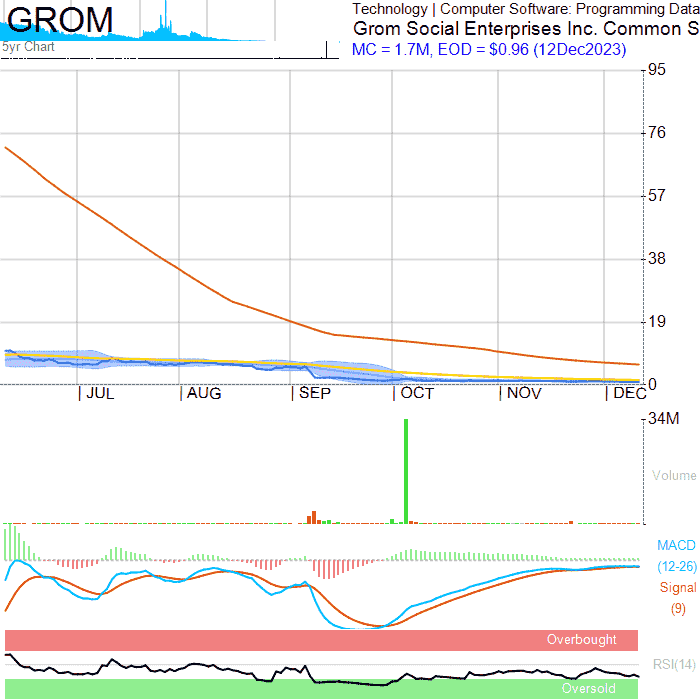 GROM
Technology | Computer Software: Programming Data
Grom Social Enterprises Inc. Common S
5yr Chart
MC = 1.7M, EOD = $0.96 (12Dec2023)
95
76
57
38
19
0
|JUL |AUG |SEP |OCT |NOV |DEC
34M
Volume
MACD
(12-26)
Signal
(9)
Overbought
RSI(14)
Oversold